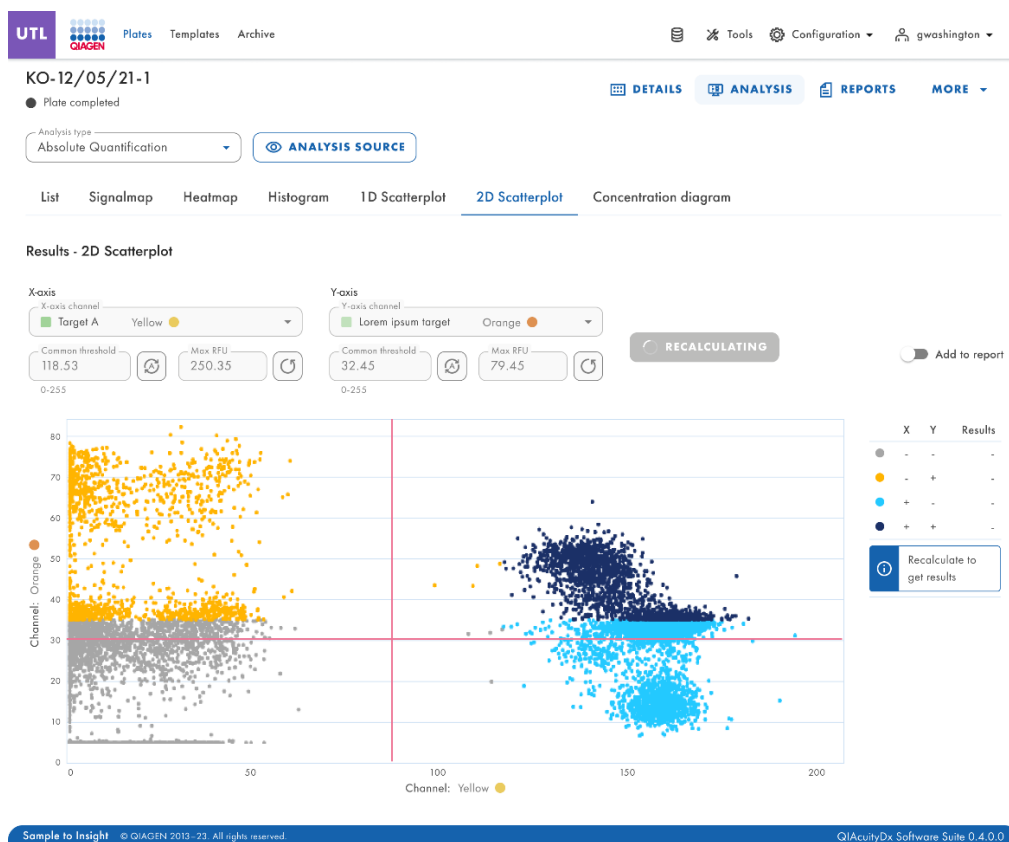 UTL QIAGEN Plates Templates Archive Tools Configuration gwashington
KO-12/05/21-1
Plate completed
DETAILS ANALYSIS REPORTS MORE
Analysis type
Absolute Quantification ANALYSIS SOURCE
List Signalmap Heatmap Histogram 1D Scatterplot 2D Scatterplot Concentration diagram
Results - 2D Scatterplot
X-axis Y-axis
X-axis channel Y-axis channel
Target A Yellow Lorem ipsum target Orange
RECALCULATING
Common threshold Max RFU Common threshold Max RFU
118.53 A 250.35 32.45 A 79.45
Add to report
0-255 0-255
X Y Results
- - -
- + -
+ - -
+ + -
Recalculate to
get results
80
70
60
50
40
30
20
10
0
Channel: Orange
0 50 100 150 200
Channel: Yellow
Sample to Insight © QIAGEN 2013–23. All rights reserved. QIAcuityDx Software Suite 0.4.0.0